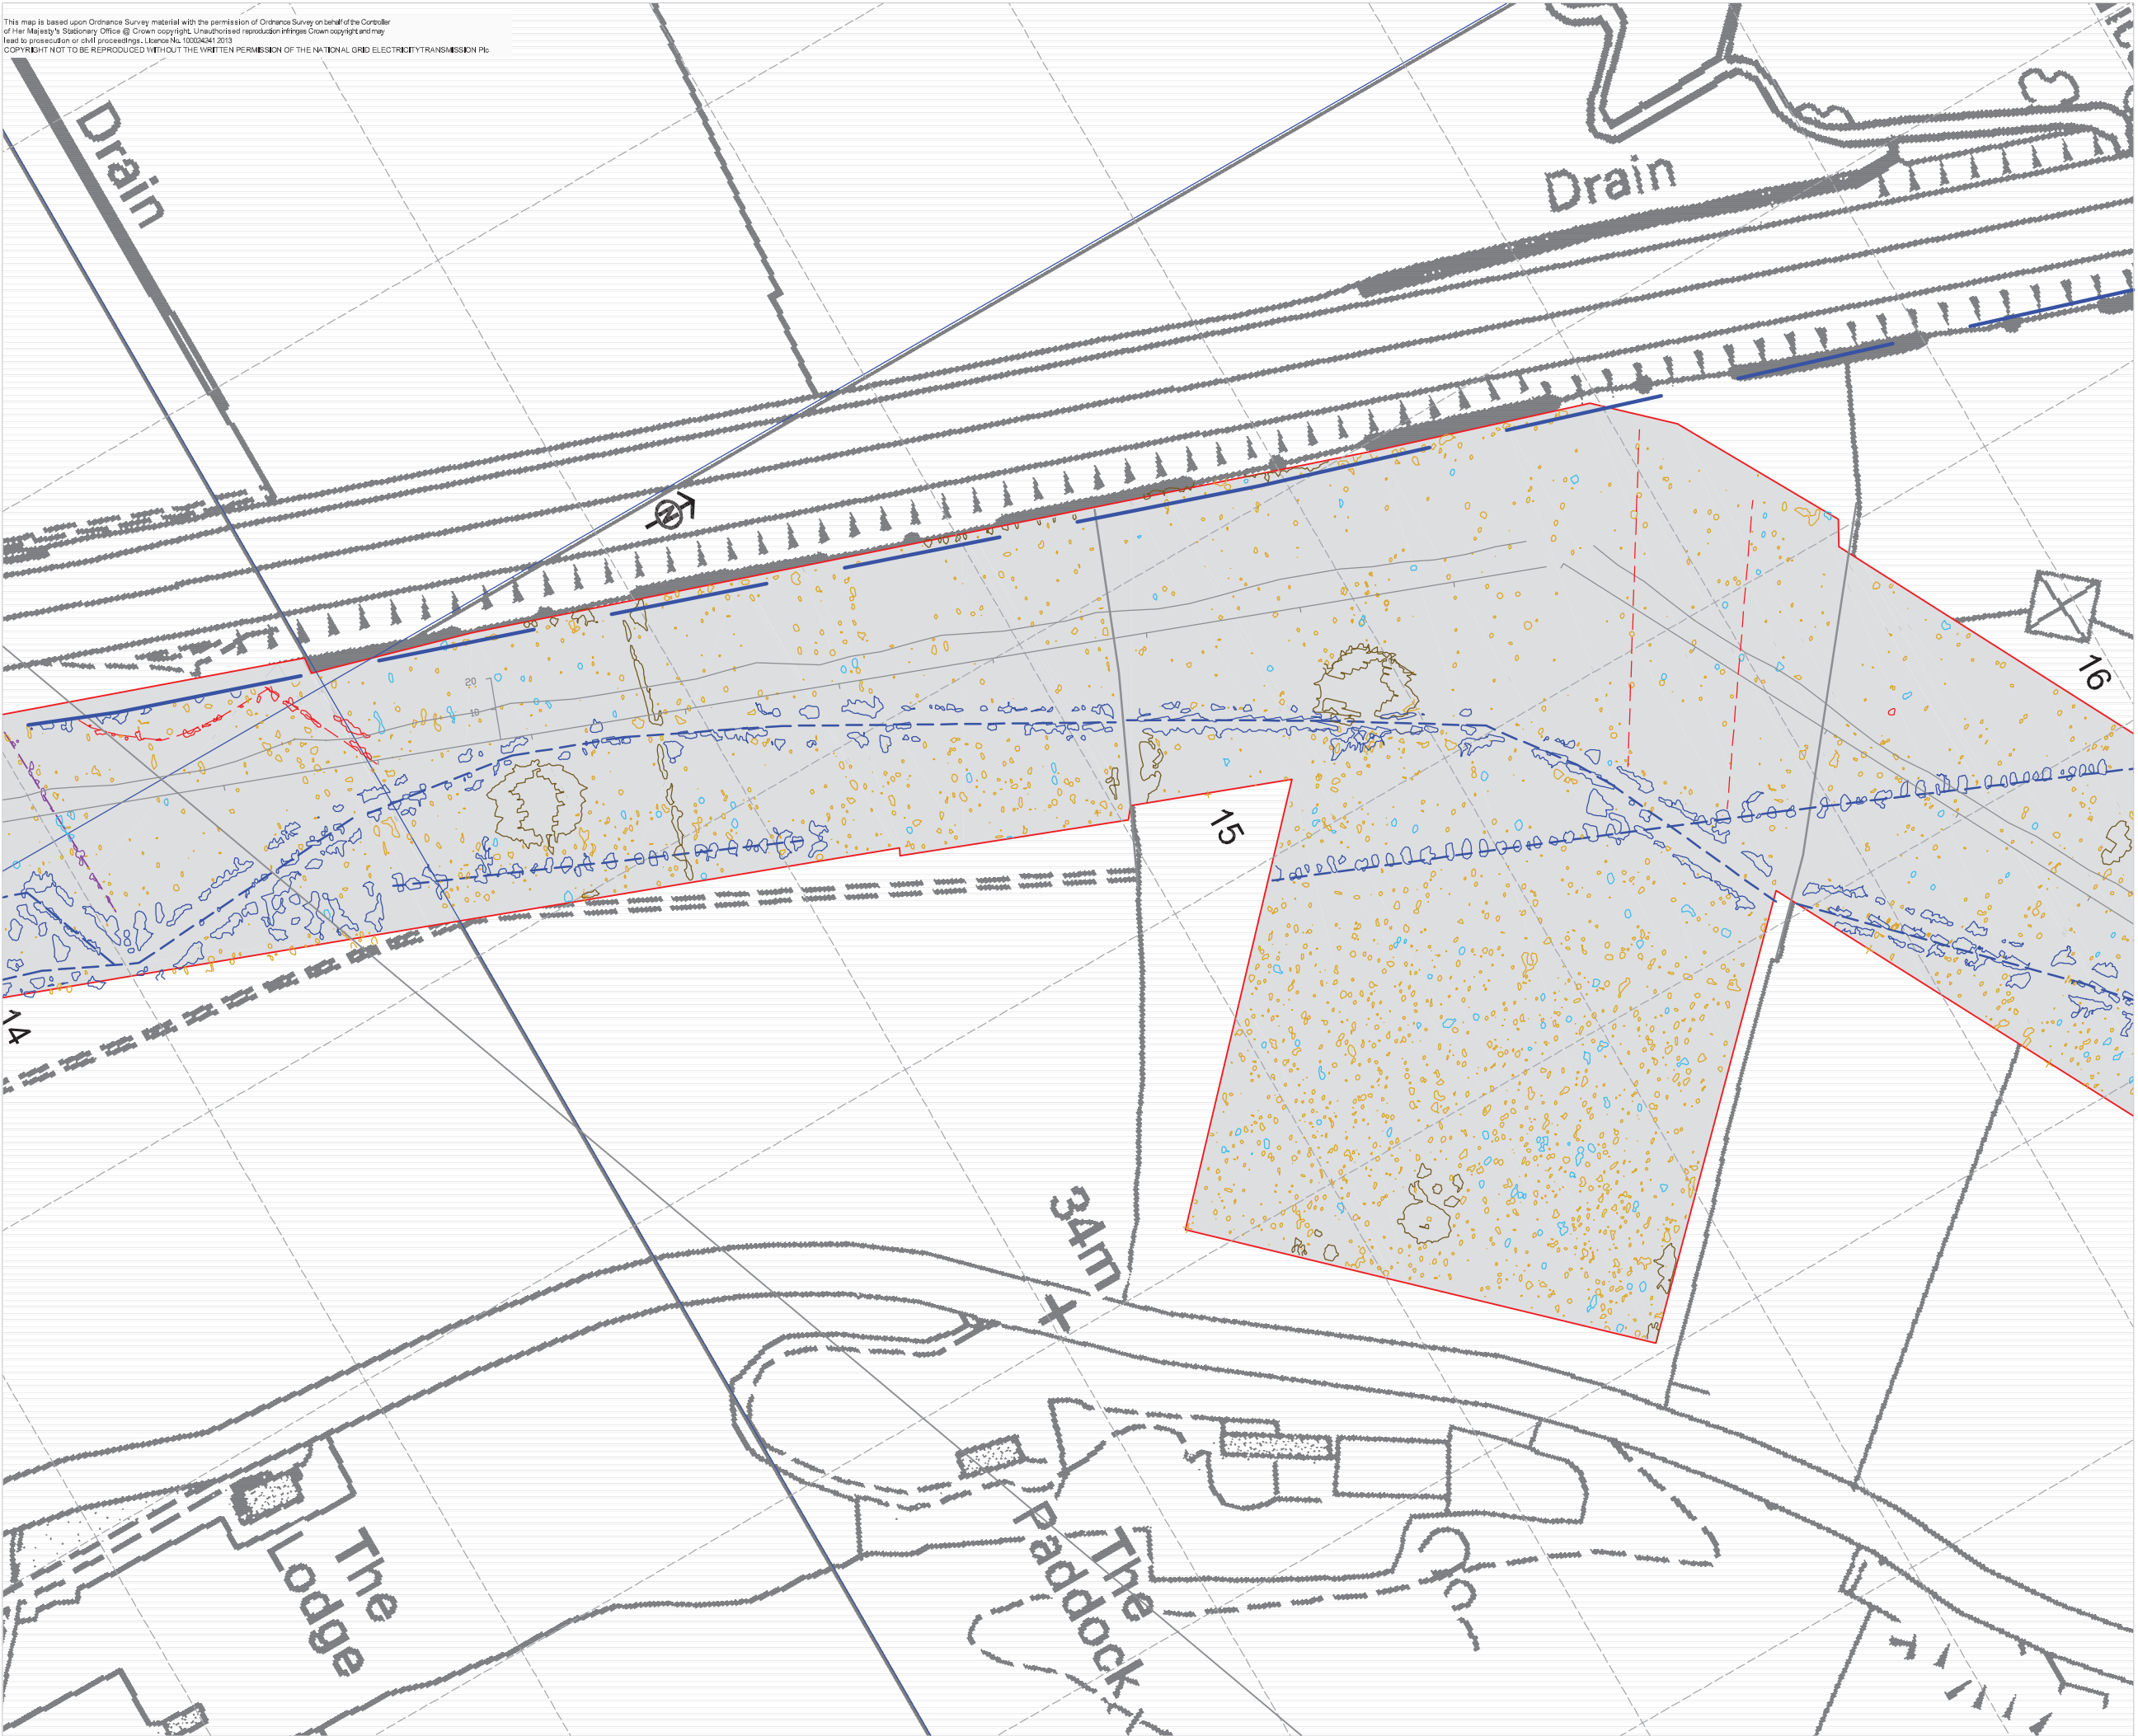 This map is based upon Ordnance Survey material with the permission of Ordnance Survey on behalf of the Controller
of Her Majesty's Stationary Office @ Crown copyright. Unauthorised reproduction infringes Crown copyright and may
lead to prosecution or civil proceedings. Licence No. 100024241 2013
COPYRIGHT NOT TO BE REPRODUCED WITHOUT THE WRITTEN PERMISSION OF THE NATIONAL GRID ELECTRICITY TRANSMISSION Plc
Drain
Drain
N
16
20
10
15
14
34m
The
Lodge
The
Paddock